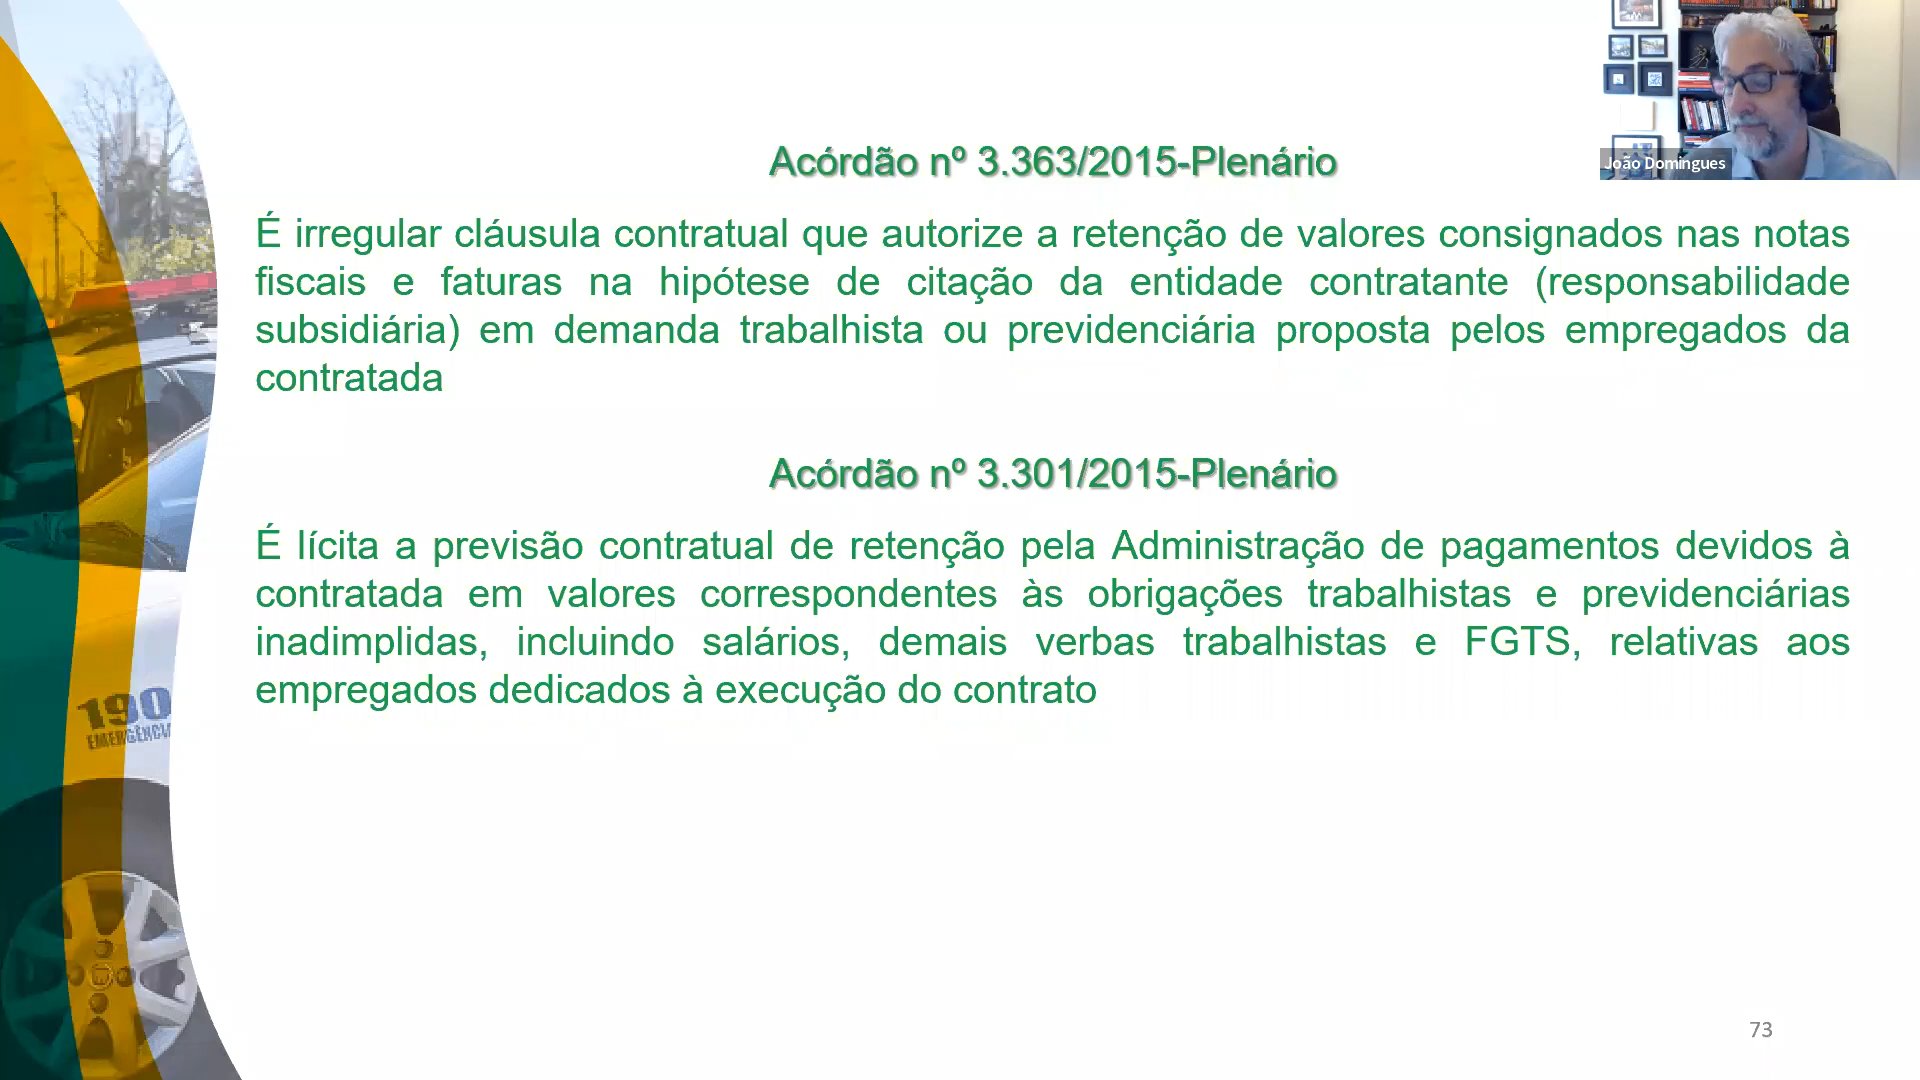 João Domingues
Acórdão nº 3.363/2015-Plenário
É irregular cláusula contratual que autorize a retenção de valores consignados nas notas
fiscais e faturas na hipótese de citação da entidade contratante (responsabilidade
subsidiária) em demanda trabalhista ou previdenciária proposta pelos empregados da
contratada
Acórdão nº 3.301/2015-Plenário
É lícita a previsão contratual de retenção pela Administração de pagamentos devidos à
contratada em valores correspondentes às obrigações trabalhistas e previdenciárias
inadimplidas, incluindo salários, demais verbas trabalhistas e FGTS, relativas aos
empregados dedicados à execução do contrato
190
EMERGÊNCIA
73